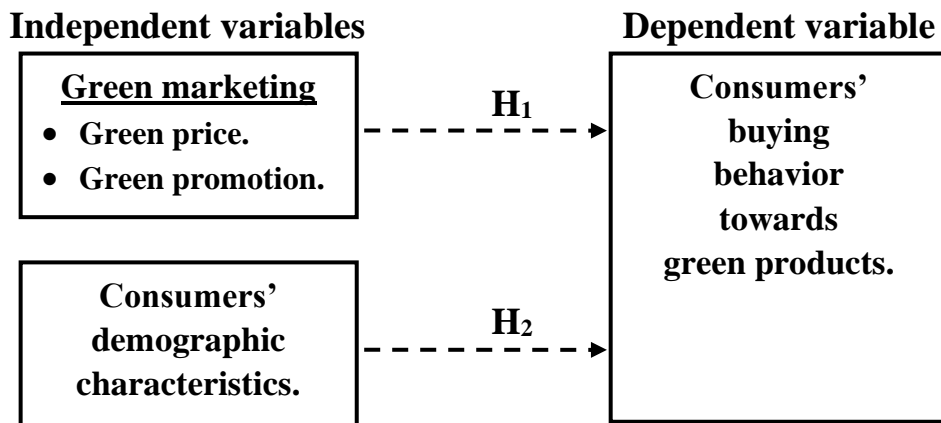 Independent variables
Green marketing
• Green price.
• Green promotion.
H₁
Dependent variable
Consumers’
buying
behavior
towards
green products.
Consumers’
demographic
characteristics.
H₂